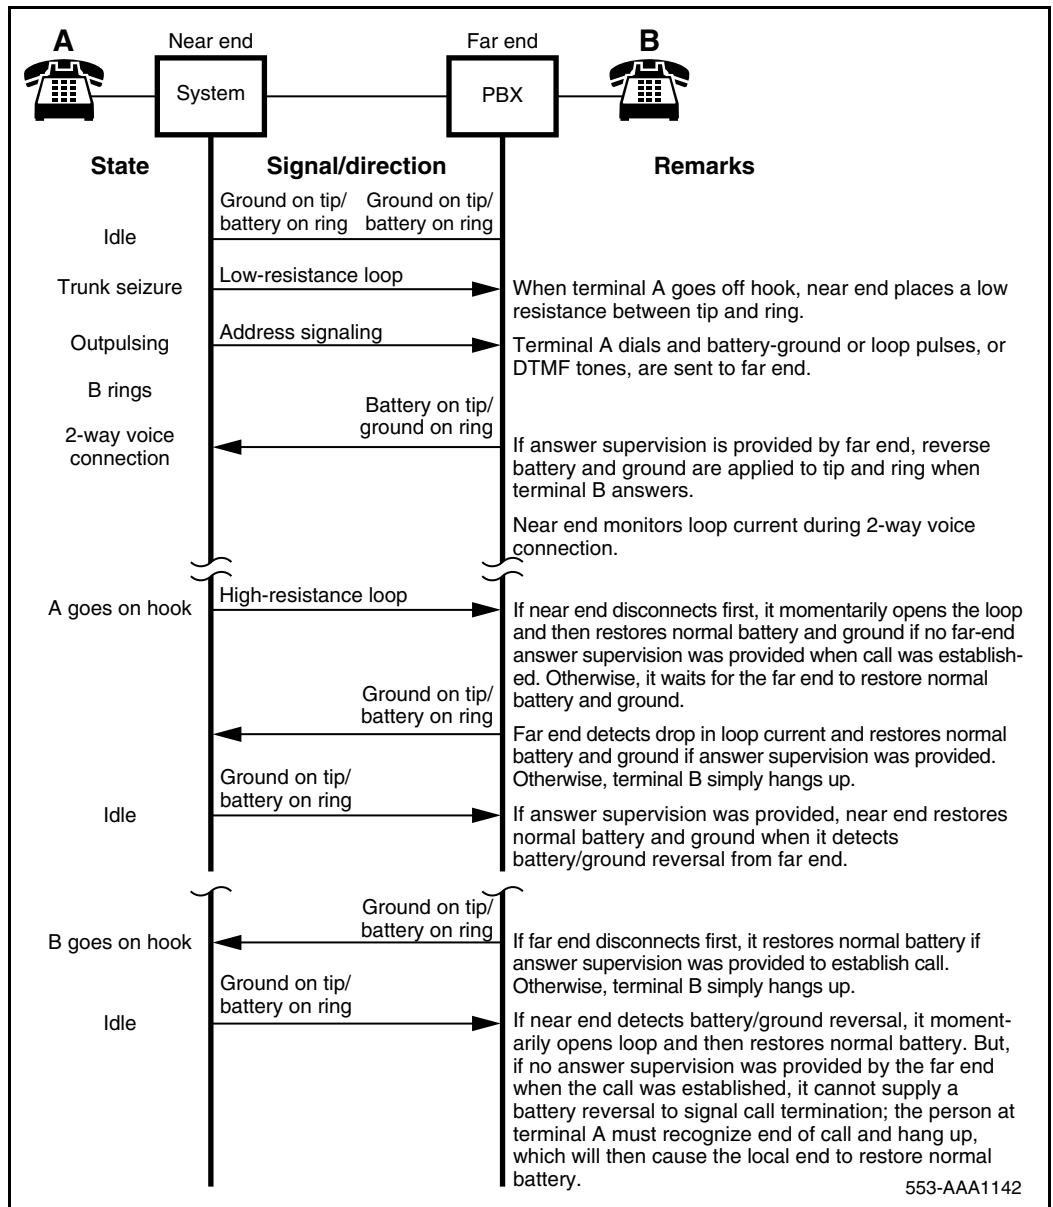 A
Near end
Far end
B
System
PBX
State
Signal/direction
Remarks
Ground on tip/
battery on ring
Ground on tip/
battery on ring
Idle
Trunk seizure
Low-resistance loop
When terminal A goes off hook, near end places a low
resistance between tip and ring.
Outpulsing
Address signaling
Terminal A dials and battery-ground or loop pulses, or
DTMF tones, are sent to far end.
B rings
Battery on tip/
ground on ring
2-way voice
connection
If answer supervision is provided by far end, reverse
battery and ground are applied to tip and ring when
terminal B answers.
Near end monitors loop current during 2-way voice
connection.
A goes on hook
High-resistance loop
If near end disconnects first, it momentarily opens the loop
and then restores normal battery and ground if no far-end
answer supervision was provided when call was establish-
ed. Otherwise, it waits for the far end to restore normal
battery and ground.
Ground on tip/
battery on ring
Far end detects drop in loop current and restores normal
battery and ground if answer supervision was provided.
Otherwise, terminal B simply hangs up.
Ground on tip/
battery on ring
Idle
If answer supervision was provided, near end restores
normal battery and ground when it detects
battery/ground reversal from far end.
Ground on tip/
battery on ring
B goes on hook
If far end disconnects first, it restores normal battery if
answer supervision was provided to establish call.
Otherwise, terminal B simply hangs up.
Ground on tip/
battery on ring
Idle
If near end detects battery/ground reversal, it moment-
arily opens loop and then restores normal battery. But,
if no answer supervision was provided by the far end
when the call was established, it cannot supply a
battery reversal to signal call termination; the person at
terminal A must recognize end of call and hang up,
which will then cause the local end to restore normal
battery.
553-AAA1142